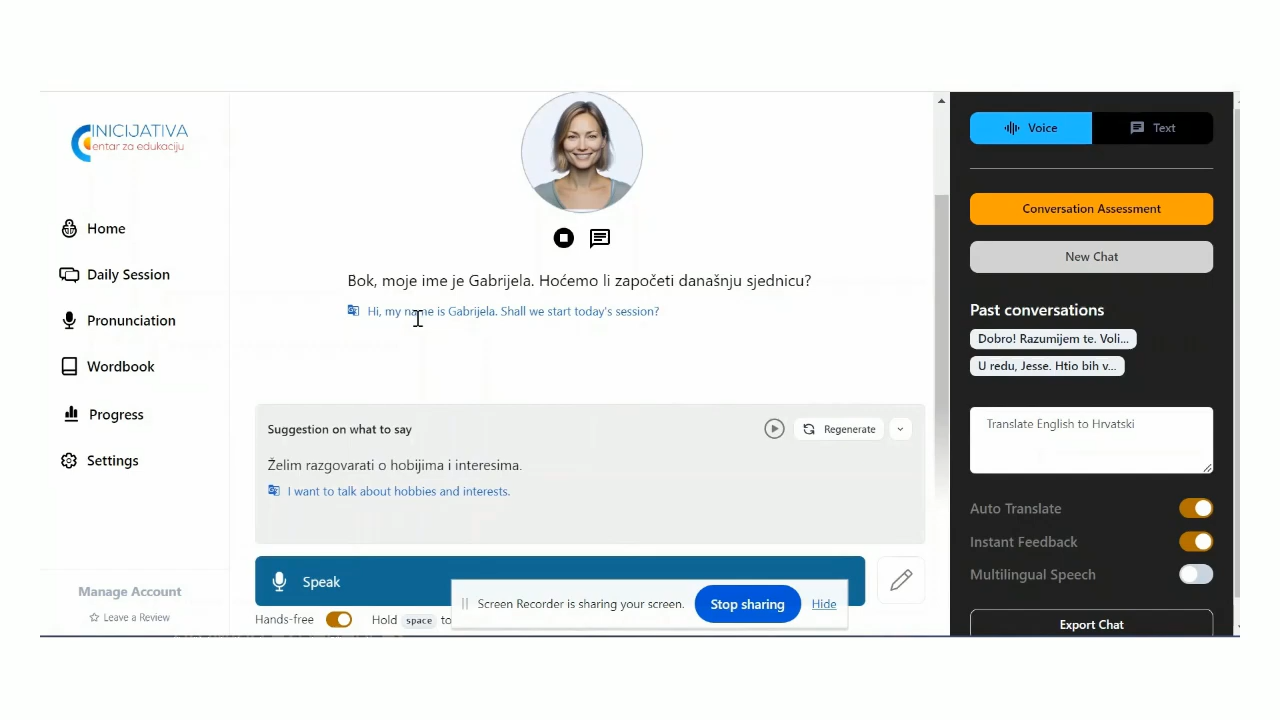 INICIJATIVA
entar za edukaciju
Home
Daily Session
Pronunciation
Wordbook
Progress
Settings
Manage Account
Leave a Review
Bok, moje ime je Gabrijela. Hoćemo li započeti današnju sjednicu?
Hi, my name is Gabrijela. Shall we start today's session?
Suggestion on what to say
Regenerate
Želim razgovarati o hobijima i interesima.
I want to talk about hobbies and interests.
Speak
Hands-free
Hold space to
Screen Recorder is sharing your screen.
Stop sharing
Hide
Voice
Text
Conversation Assessment
New Chat
Past conversations
Dobro! Razumijem te. Voli...
U redu, Jesse. Htio bih v...
Translate English to Hrvatski
Auto Translate
Instant Feedback
Multilingual Speech
Export Chat